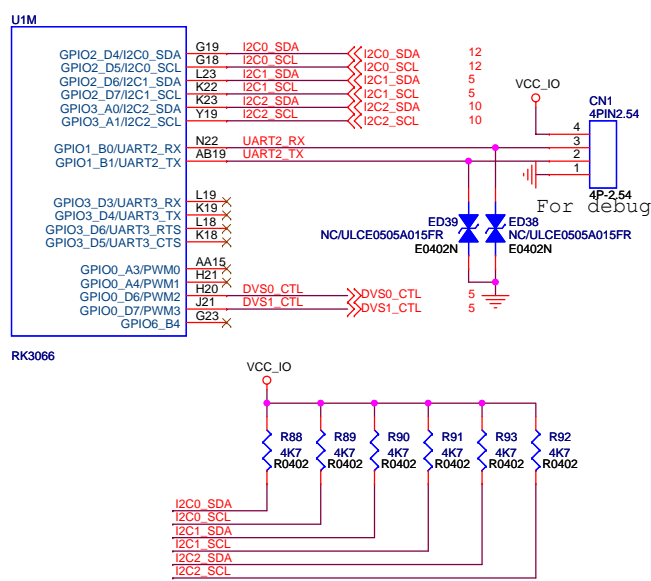 U1M
GPIO2_D4/I2C0_SDA G19 I2C0_SDA I2C0_SDA 12
GPIO2_D5/I2C0_SCL G18 I2C0_SCL I2C0_SCL 12
GPIO2_D6/I2C1_SDA L23 I2C1_SDA I2C1_SDA 5
GPIO2_D7/I2C1_SCL K22 I2C1_SCL I2C1_SCL 5
GPIO3_A0/I2C2_SDA K23 I2C2_SDA I2C2_SDA 10
GPIO3_A1/I2C2_SCL Y19 I2C2_SCL I2C2_SCL 10
VCC_IO
CN1
4PIN2.54
4
GPIO1_B0/UART2_RX N22 UART2_RX 3
GPIO1_B1/UART2_TX AB19 UART2_TX 2
1
4P-2.54
For debug
GPIO3_D3/UART3_RX L19
GPIO3_D4/UART3_TX K19
GPIO3_D6/UART3_RTS L18
GPIO3_D5/UART3_CTS K18
ED39 ED38
NC/ULCE0505A015FR NC/ULCE0505A015FR
E0402N E0402N
GPIO0_A3/PWM0 AA15
GPIO0_A4/PWM1 H21
GPIO0_D6/PWM2 H20 DVS0_CTL DVS0_CTL 5
GPIO0_D7/PWM3 J21 DVS1_CTL DVS1_CTL 5
GPIO6_B4 G23
RK3066
VCC_IO
R88 R89 R90 R91 R93 R92
4K7 4K7 4K7 4K7 4K7 4K7
R0402 R0402 R0402 R0402 R0402 R0402
I2C0_SDA
I2C0_SCL
I2C1_SDA
I2C1_SCL
I2C2_SDA
I2C2_SCL